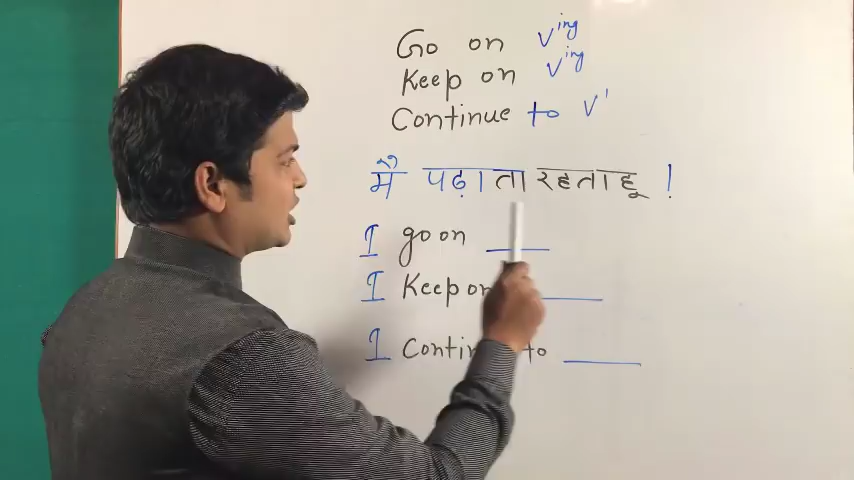 Go on V ing
Keep on V ing
Continue to V'
मै पढ़ाता रहता हू !
I go on ___
I Keep on ___
I Contin to ___